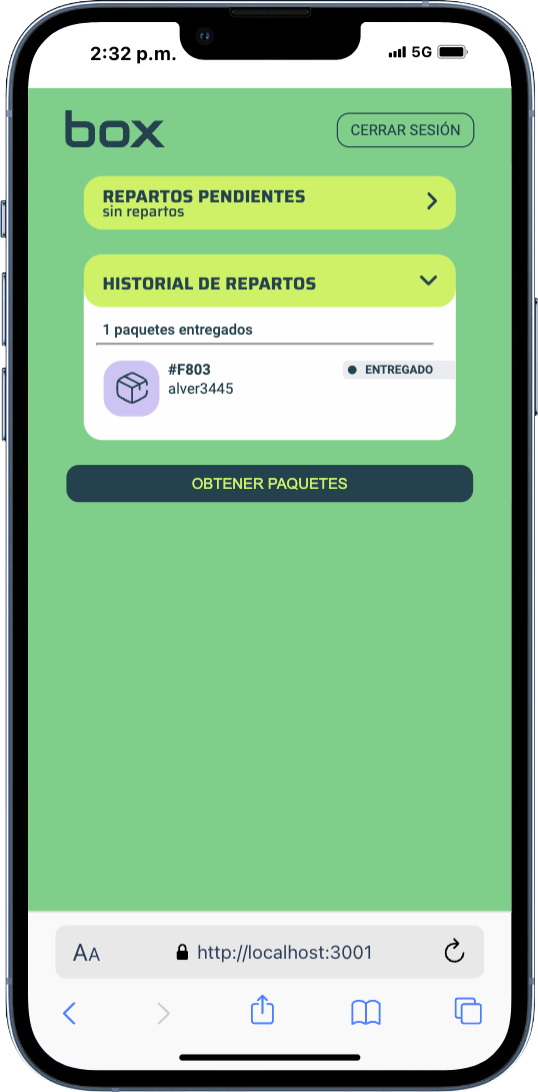 2:32 p.m.
5G
box
CERRAR SESIÓN
REPARTOS PENDIENTES
sin repartos
HISTORIAL DE REPARTOS
1 paquetes entregados
#F803
ENTREGADO
alver3445
OBTENER PAQUETES
AA
http://localhost:3001